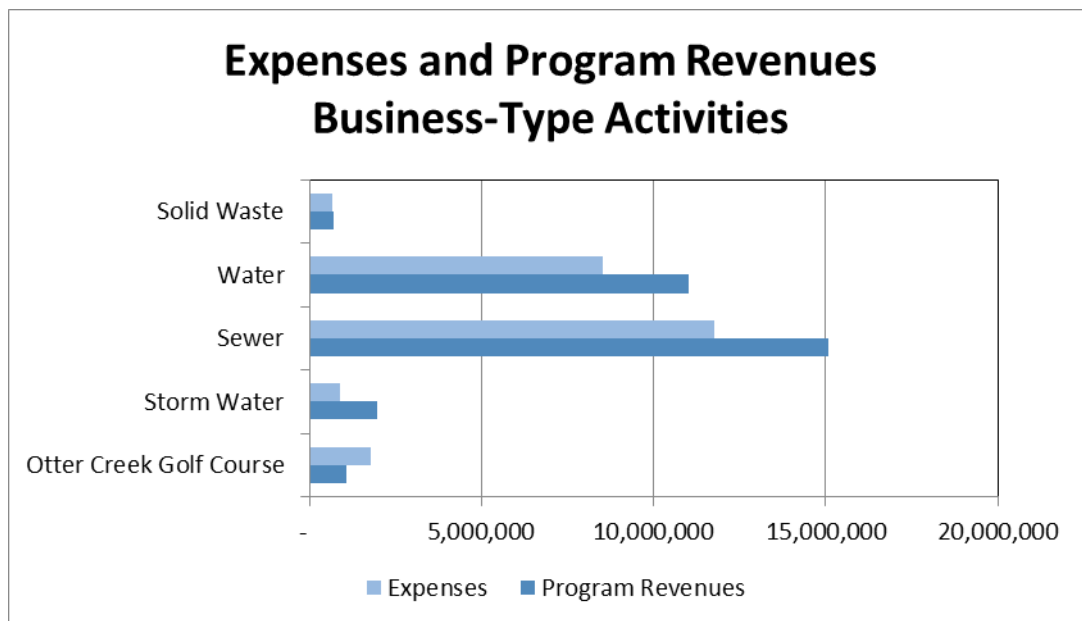 Expenses and Program Revenues
Business-Type Activities
Solid Waste
Water
Sewer
Storm Water
Otter Creek Golf Course
- 5,000,000 10,000,000 15,000,000 20,000,000
Expenses Program Revenues